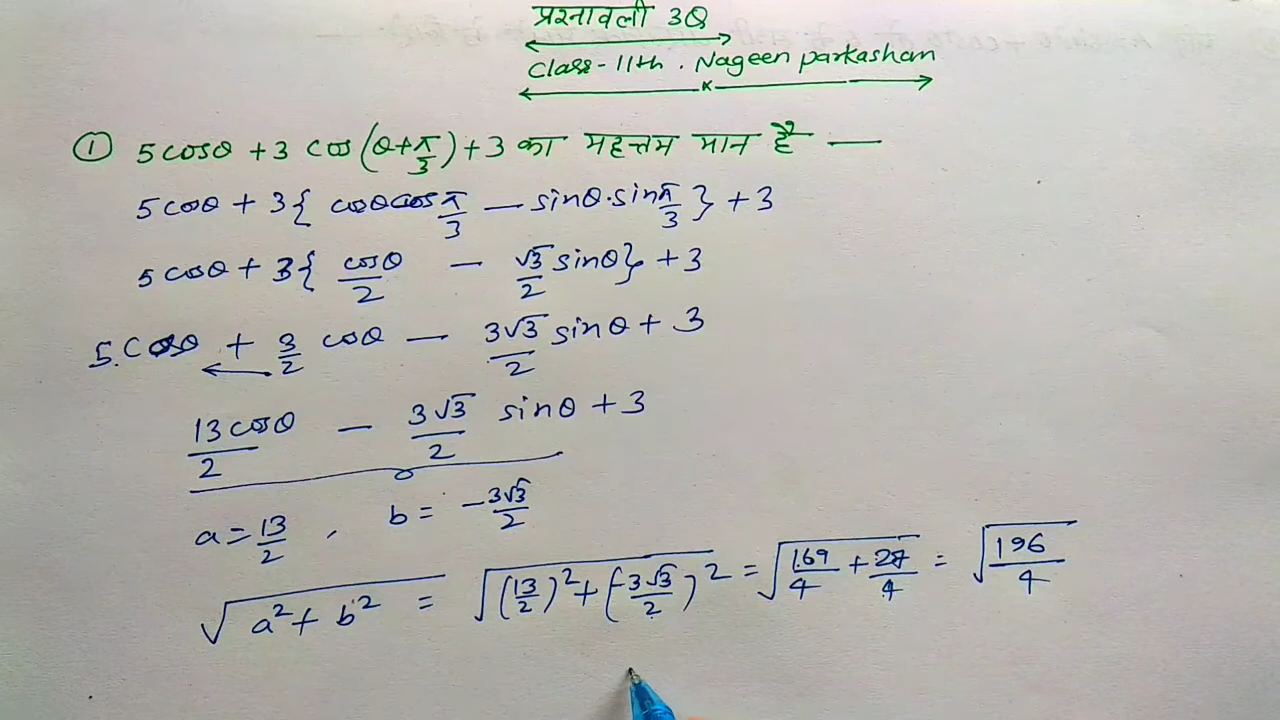 प्रश्नावली 3Q
Class-11th. Nageen parkashan
① 5cosθ + 3 cos(θ+π/3) + 3 का महत्तम मान है —
5cosθ + 3{ cosθcosπ/3 — sinθ.sinπ/3 } + 3
5cosθ + 3{ cosθ/2 — √3/2 sinθ} + 3
5.Cosθ + 3/2 cosθ — 3√3/2 sinθ + 3
13cosθ/2 — 3√3/2 sinθ + 3
a = 13/2 , b = -3√3/2
√(a² + b²) = √((13/2)² + (-3√3/2)²) = √(169/4 + 27/4) = √(196/4)